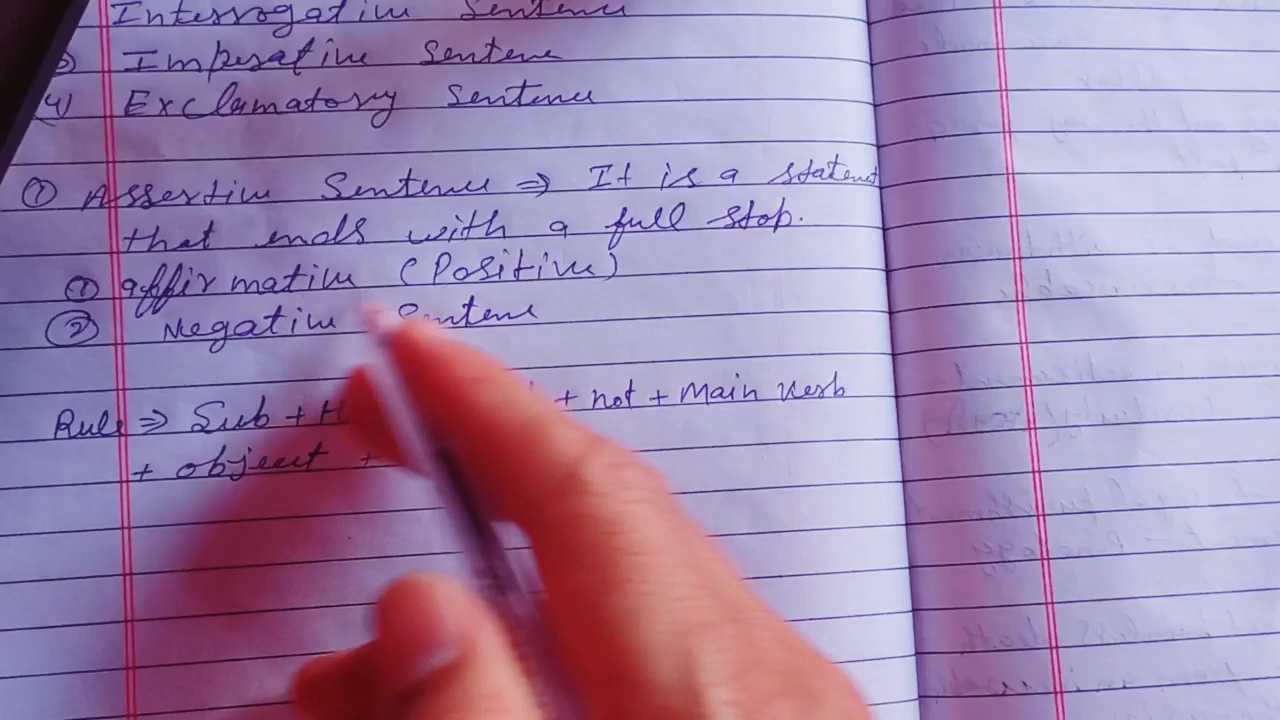 Interrogative Sentence
3) Imperative Sentence
(4) Exclamatory Sentence
① Assertive Sentence ⇒ It is a statement
that ends with a full stop.
① affirmative (Positive)
② Negative Sentence
Rule ⇒ Sub + H + not + Main Verb
+ object +